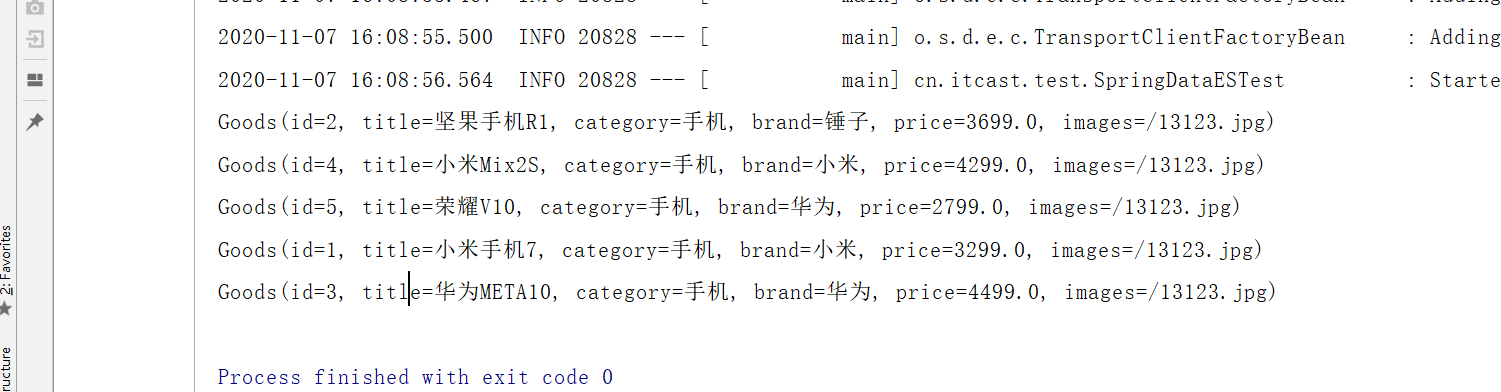 2020-11-07 16:08:55.500  INFO 20828 --- [           main] o.s.d.e.c.TransportClientFactoryBean     : Adding
2020-11-07 16:08:56.564  INFO 20828 --- [           main] cn.itcast.test.SpringDataESTest          : Starte
Goods(id=2, title=坚果手机R1, category=手机, brand=锤子, price=3699.0, images=/13123.jpg)
Goods(id=4, title=小米Mix2S, category=手机, brand=小米, price=4299.0, images=/13123.jpg)
Goods(id=5, title=荣耀V10, category=手机, brand=华为, price=2799.0, images=/13123.jpg)
Goods(id=1, title=小米手机7, category=手机, brand=小米, price=3299.0, images=/13123.jpg)
Goods(id=3, title=华为META10, category=手机, brand=华为, price=4499.0, images=/13123.jpg)
Process finished with exit code 0
2: Favorites
ructure